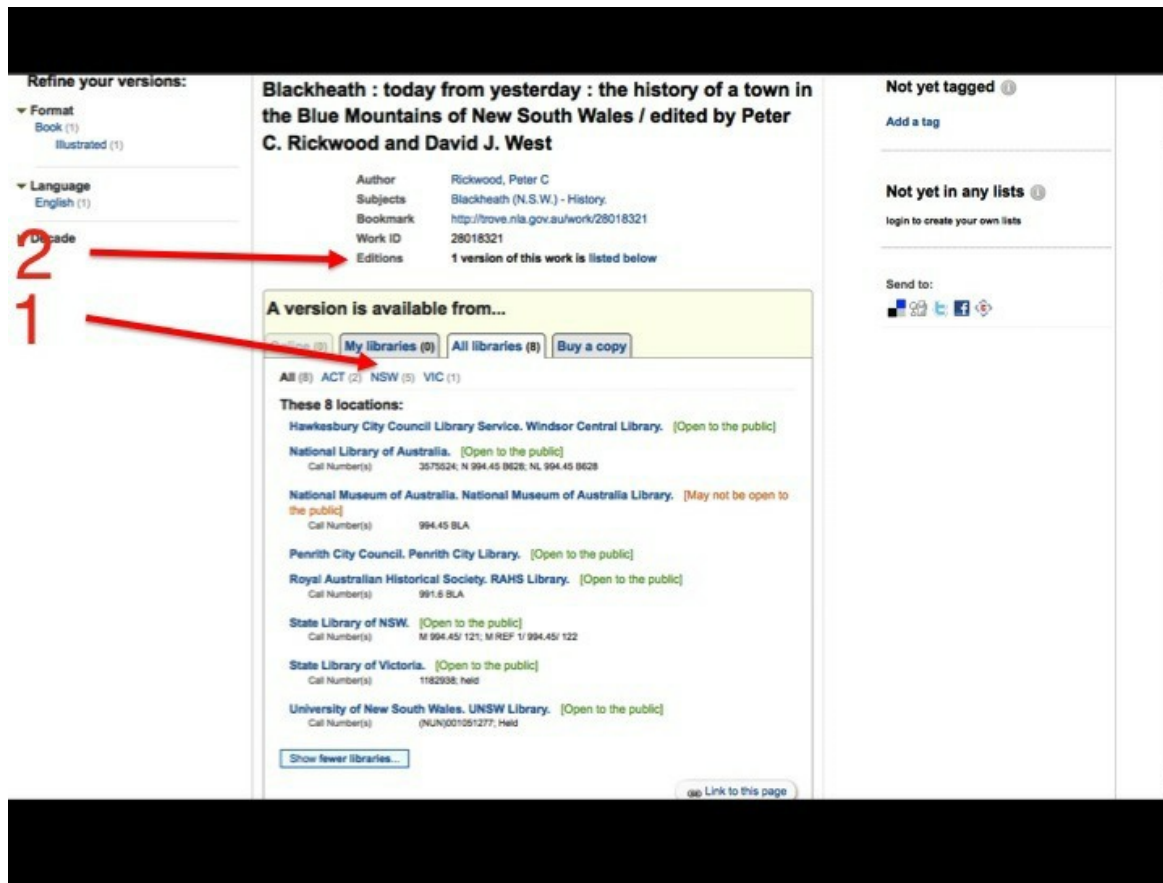 Refine your versions:
Format
Book (1)
Illustrated (1)
Language
English (1)
Decade
2
1
Blackheath : today from yesterday : the history of a town in
the Blue Mountains of New South Wales / edited by Peter
C. Rickwood and David J. West
Author Rickwood, Peter C
Subjects Blackheath (N.S.W.) - History.
Bookmark http://trove.nla.gov.au/work/28018321
Work ID 28018321
Editions 1 version of this work is listed below
A version is available from...
(0) My libraries (0) All libraries (8) Buy a copy
All (8) ACT (2) NSW (5) VIC (1)
These 8 locations:
Hawkesbury City Council Library Service. Windsor Central Library. [Open to the public]
National Library of Australia. [Open to the public]
Call Number(s) 3575524; N 994.45 B628; NL 994.45 B628
National Museum of Australia. National Museum of Australia Library. [May not be open to
the public]
Call Number(s) 994.45 BLA
Penrith City Council. Penrith City Library. [Open to the public]
Royal Australian Historical Society. RAHS Library. [Open to the public]
Call Number(s) 991.6 BLA
State Library of NSW. [Open to the public]
Call Number(s) M 994.45/ 121; M REF 1/ 994.45/ 122
State Library of Victoria. [Open to the public]
Call Number(s) 1182938; held
University of New South Wales. UNSW Library. [Open to the public]
Call Number(s) (NUN)001051277; Held
Show fewer libraries...
Link to this page
Not yet tagged
Add a tag
Not yet in any lists
login to create your own lists
Send to: